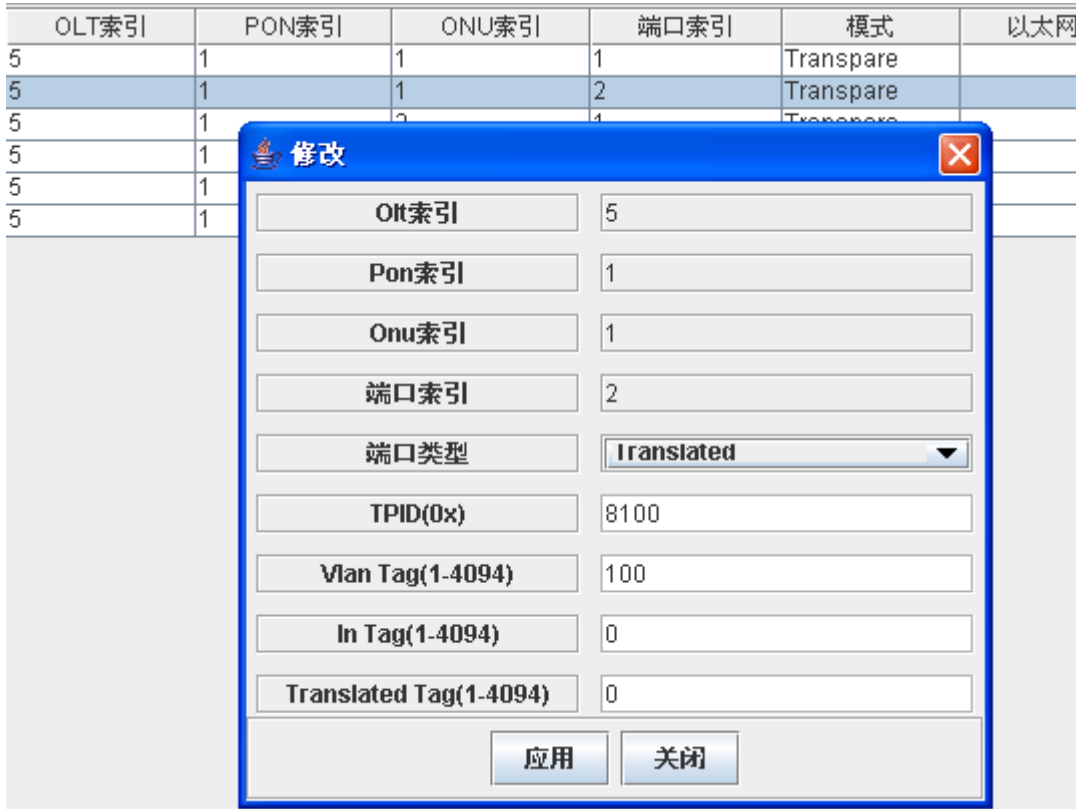 OLT索引 PON索引 ONU索引 端口索引 模式 以太网
5 1 1 1 Transpare
5 1 1 2 Transpare
5 1 2 1 Transpare
5 1
5 1
5 1
修改
Olt索引 5
Pon索引 1
Onu索引 1
端口索引 2
端口类型 Translated
TPID(0x) 8100
Vlan Tag(1-4094) 100
In Tag(1-4094) 0
Translated Tag(1-4094) 0
应用 关闭